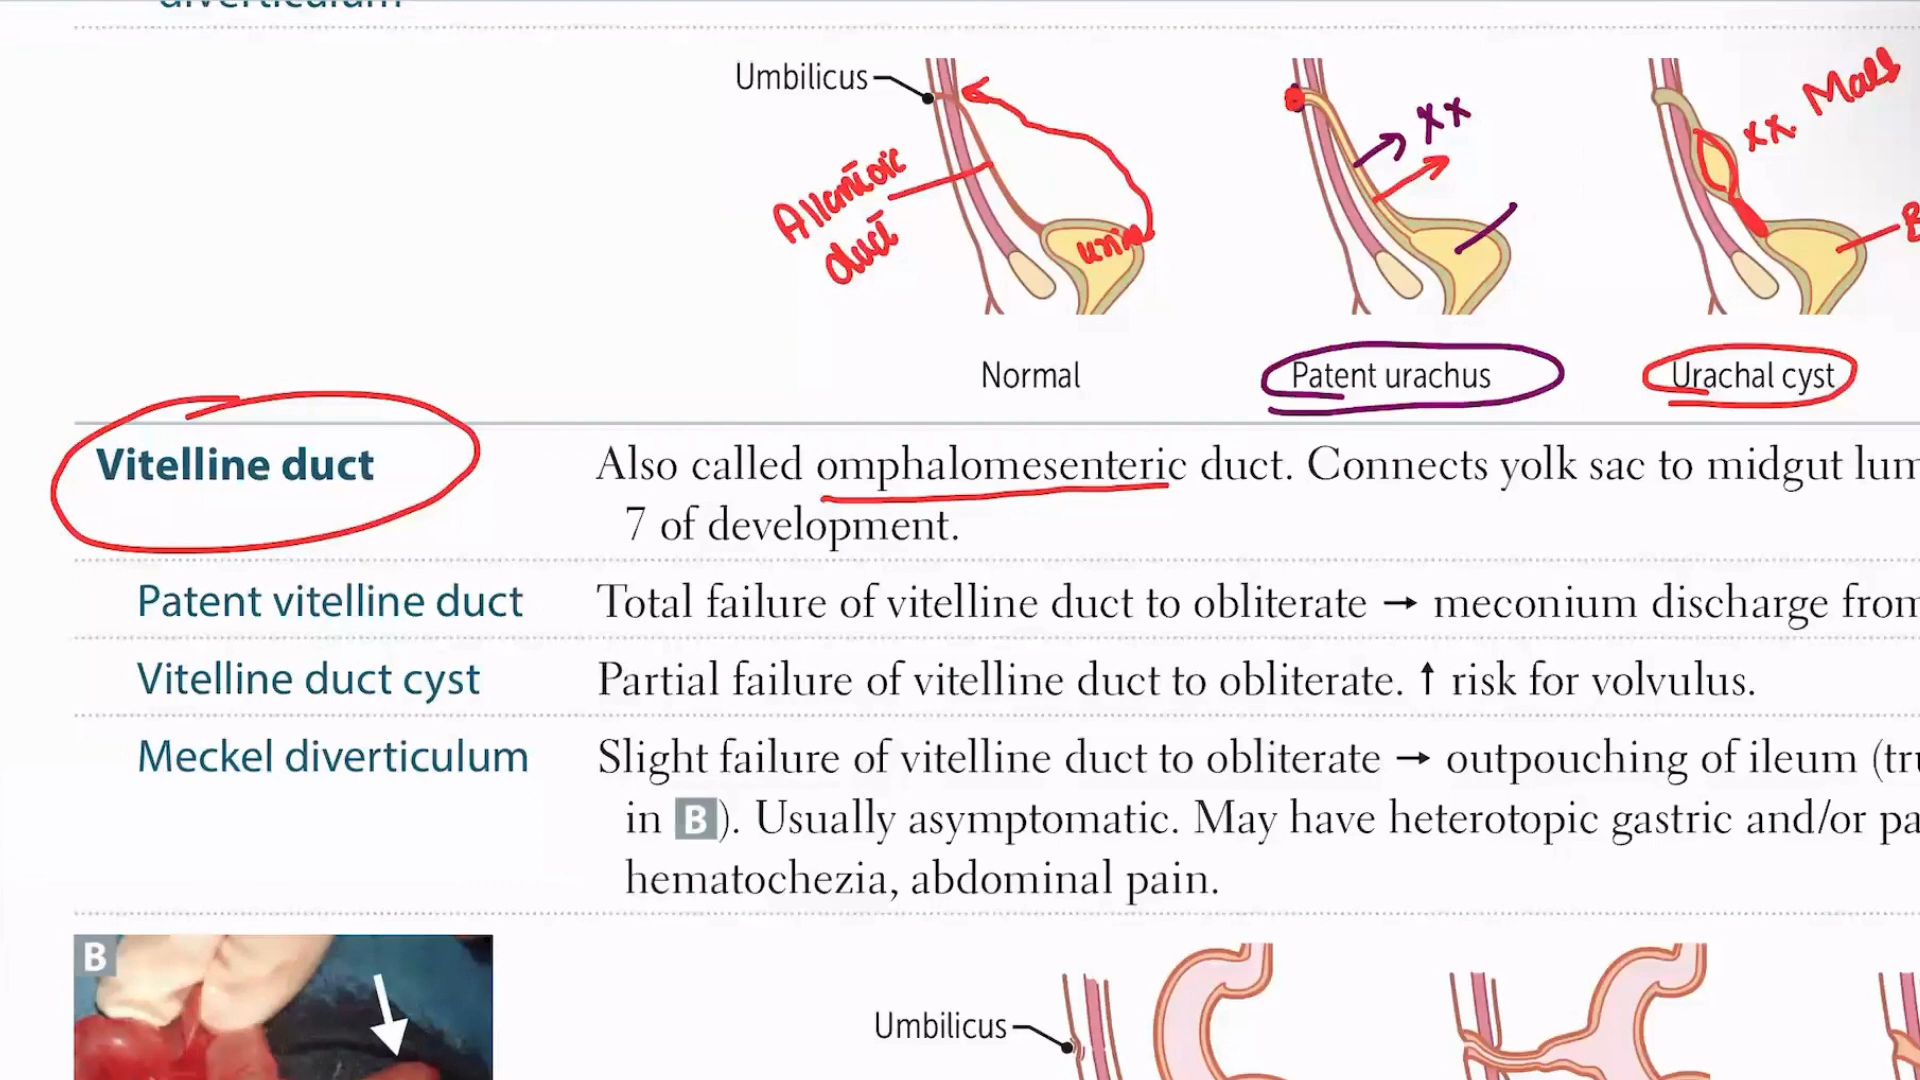 diverticulum
Umbilicus
Allantoic
duct
urine
xx
xx. Mal
B
Normal
Patent urachus
Urachal cyst
Vitelline duct
Also called omphalomesenteric duct. Connects yolk sac to midgut lum
7 of development.
Patent vitelline duct
Total failure of vitelline duct to obliterate → meconium discharge from
Vitelline duct cyst
Partial failure of vitelline duct to obliterate. ↑ risk for volvulus.
Meckel diverticulum
Slight failure of vitelline duct to obliterate → outpouching of ileum (tru
in B). Usually asymptomatic. May have heterotopic gastric and/or pa
hematochezia, abdominal pain.
B
Umbilicus